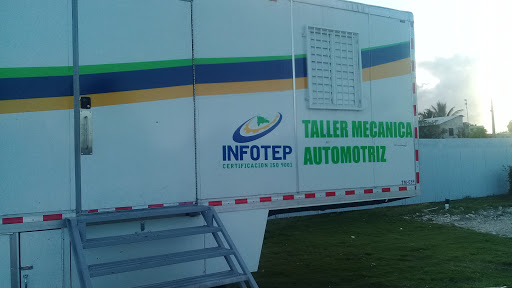 INFOTEP
CERTIFICACION ISO 9001
TALLER MECANICA
AUTOMOTRIZ